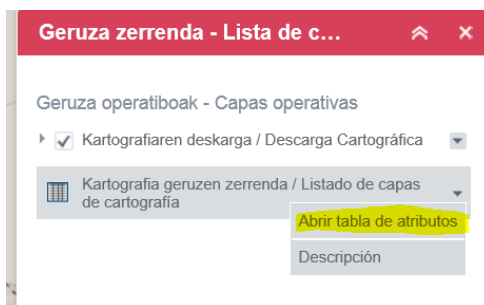 Geruza zerrenda - Lista de c...
Geruza operatiboak - Capas operativas
Kartografiaren deskarga / Descarga Cartográfica
Kartografia geruzen zerrenda / Listado de capas
de cartografía
Abrir tabla de atributos
Descripción